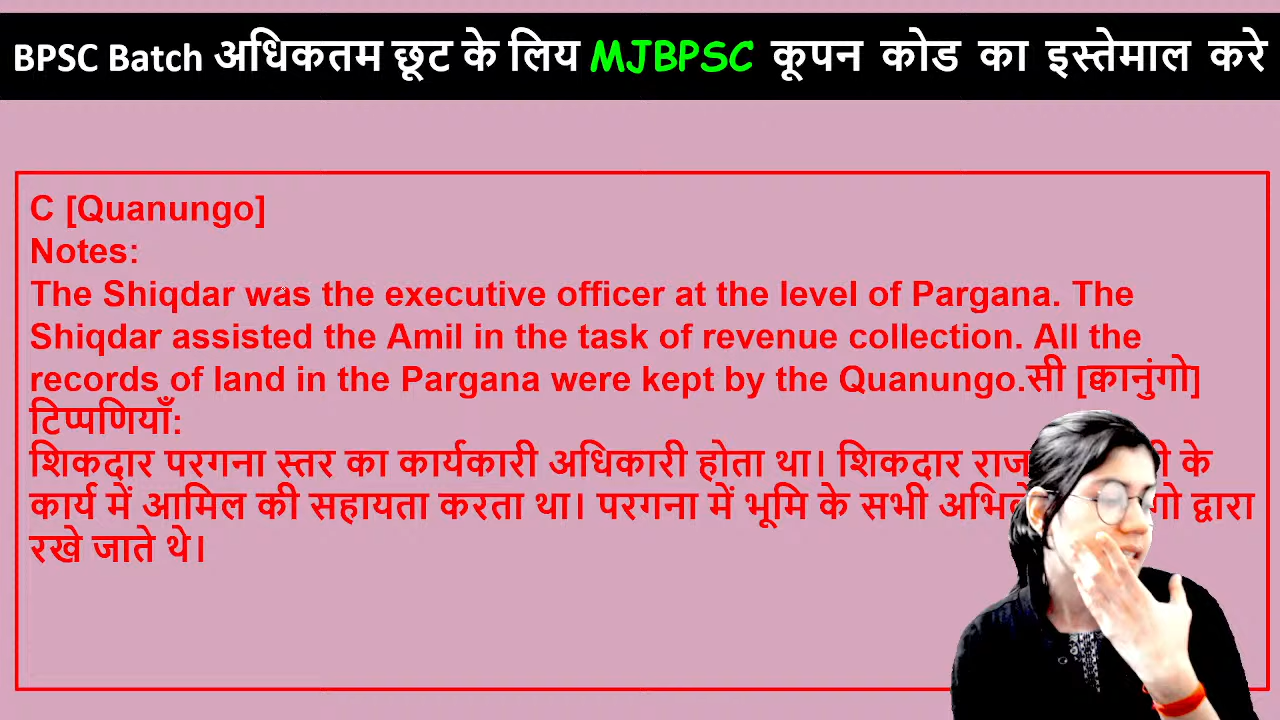 BPSC Batch अधिकतम छूट के लिय MJBPSC कूपन कोड का इस्तेमाल करे
C [Quanungo]
Notes:
The Shiqdar was the executive officer at the level of Pargana. The
Shiqdar assisted the Amil in the task of revenue collection. All the
records of land in the Pargana were kept by the Quanungo.सी [क्वानुंगो]
टिप्पणियाँ:
शिकदार परगना स्तर का कार्यकारी अधिकारी होता था। शिकदार के
कार्य में आमिल की सहायता करता था। परगना में भूमि के सभी द्वारा
रखे जाते थे।